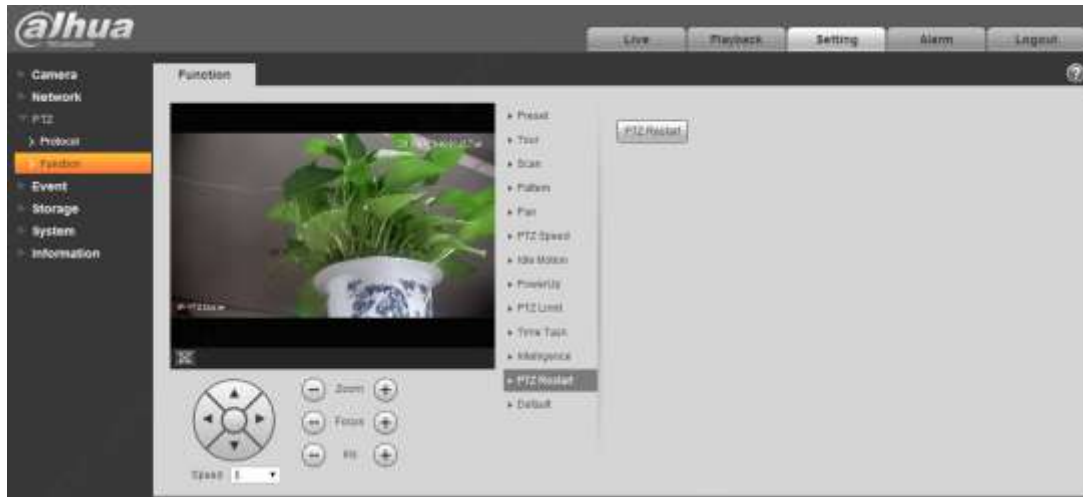 alhua
TECHNOLOGY
Live
Playback
Setting
Alarm
Logout
Camera
Network
PTZ
Protocol
Function
Event
Storage
System
Information
Function
Preset
Tour
Scan
Pattern
Pan
PTZ Speed
Idle Motion
PowerUp
PTZ Limit
Time Task
Intelligence
PTZ Restart
Default
PTZ Restart
Zoom
Focus
Iris
Speed